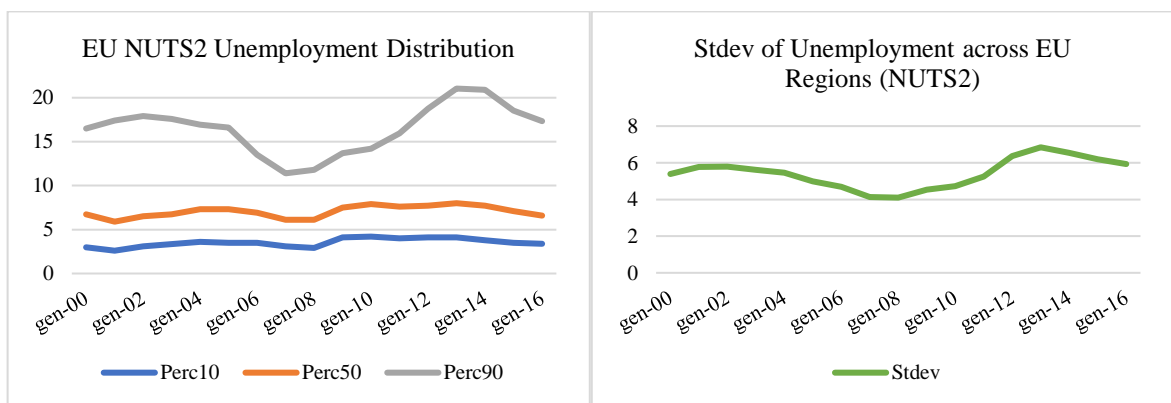 EU NUTS2 Unemployment Distribution
20
15
10
5
0
gen-00
gen-02
gen-04
gen-06
gen-08
gen-10
gen-12
gen-14
gen-16
Perc10 Perc50 Perc90
Stdev of Unemployment across EU
Regions (NUTS2)
8
6
4
2
0
gen-00
gen-02
gen-04
gen-06
gen-08
gen-10
gen-12
gen-14
gen-16
Stdev